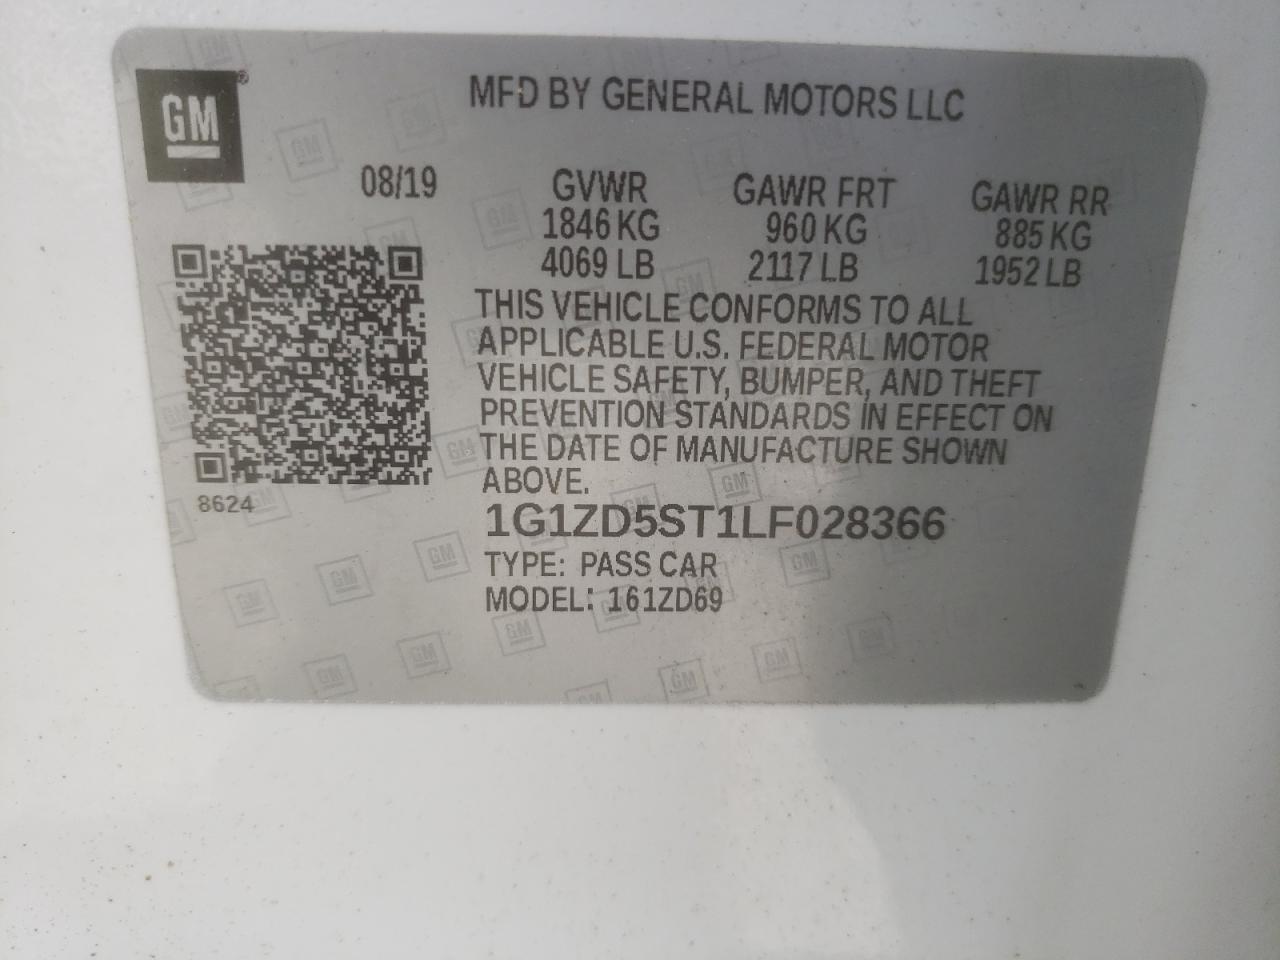 GM
MFD BY GENERAL MOTORS LLC
08/19 GVWR GAWR FRT GAWR RR
1846 KG 960 KG 885 KG
4069 LB 2117 LB 1952 LB
THIS VEHICLE CONFORMS TO ALL
APPLICABLE U.S. FEDERAL MOTOR
VEHICLE SAFETY, BUMPER, AND THEFT
PREVENTION STANDARDS IN EFFECT ON
THE DATE OF MANUFACTURE SHOWN
ABOVE.
8624
1G1ZD5ST1LF028366
TYPE: PASS CAR
MODEL: 161ZD69